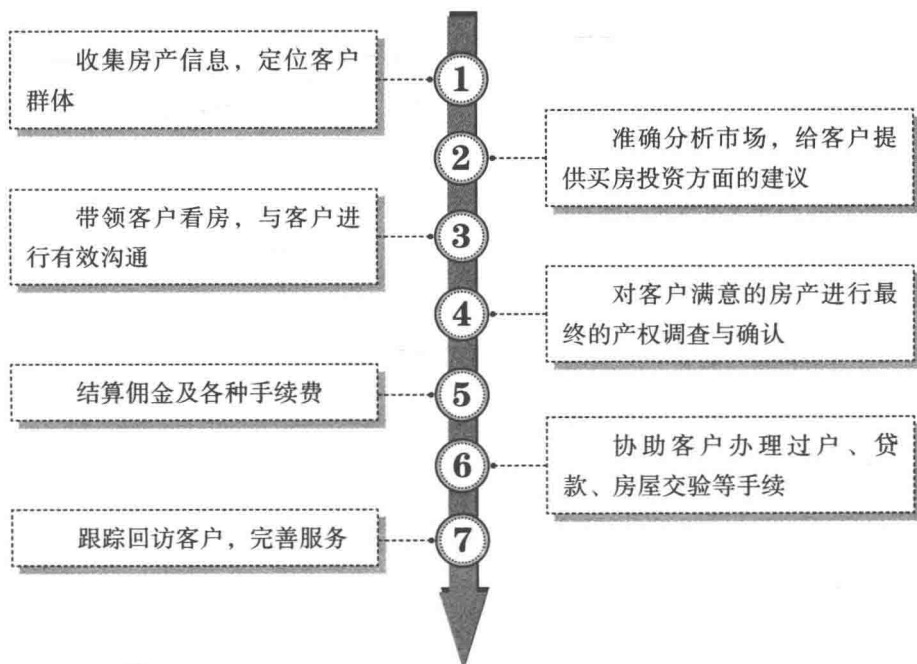 收集房产信息，定位客户
群体
1
2
准确分析市场，给客户提
供买房投资方面的建议
带领客户看房，与客户进
行有效沟通
3
4
对客户满意的房产进行最
终的产权调查与确认
结算佣金及各种手续费
5
6
协助客户办理过户、贷
款、房屋交验等手续
跟踪回访客户，完善服务
7